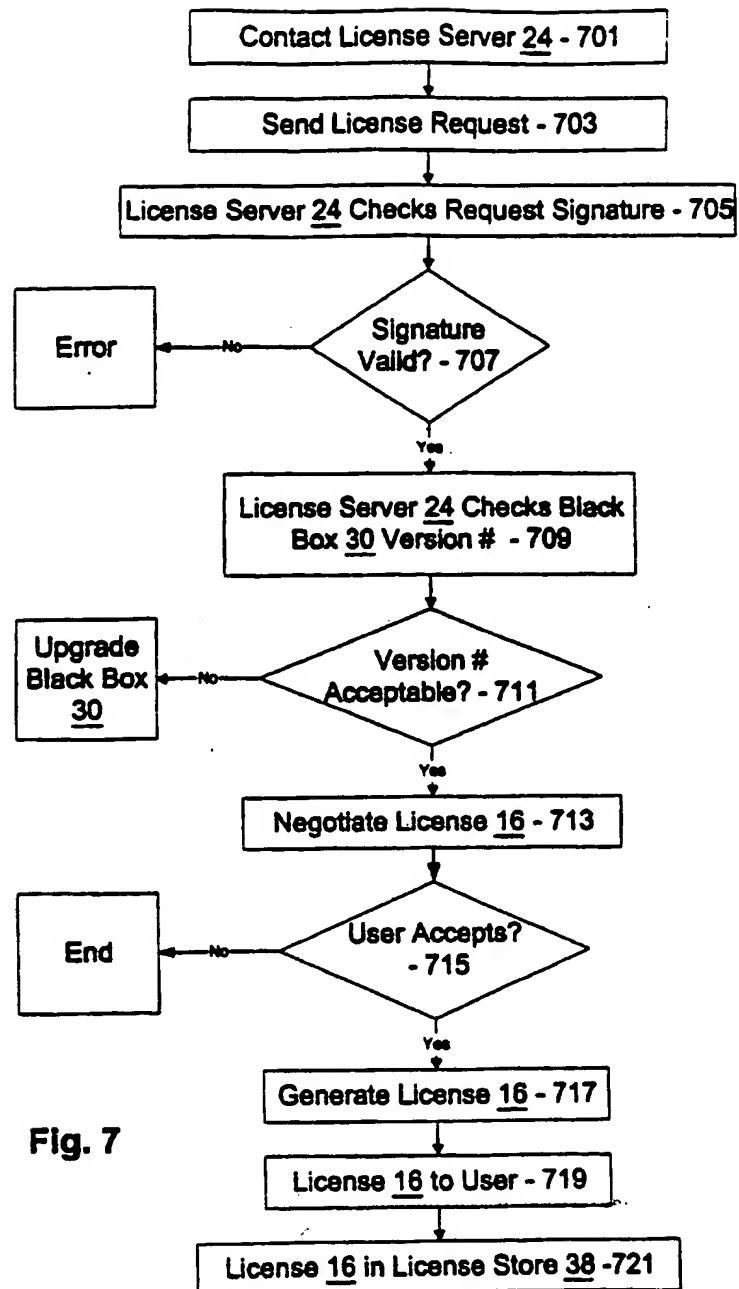 Contact License Server 24 - 701
Send License Request - 703
License Server 24 Checks Request Signature - 705
Signature
Valid? - 707
No
Error
Yes
License Server 24 Checks Black
Box 30 Version # - 709
Version #
Acceptable? - 711
No
Upgrade
Black Box
30
Yes
Negotiate License 16 - 713
User Accepts?
- 715
No
End
Yes
Generate License 16 - 717
Fig. 7
License 16 to User - 719
License 16 in License Store 38 -721